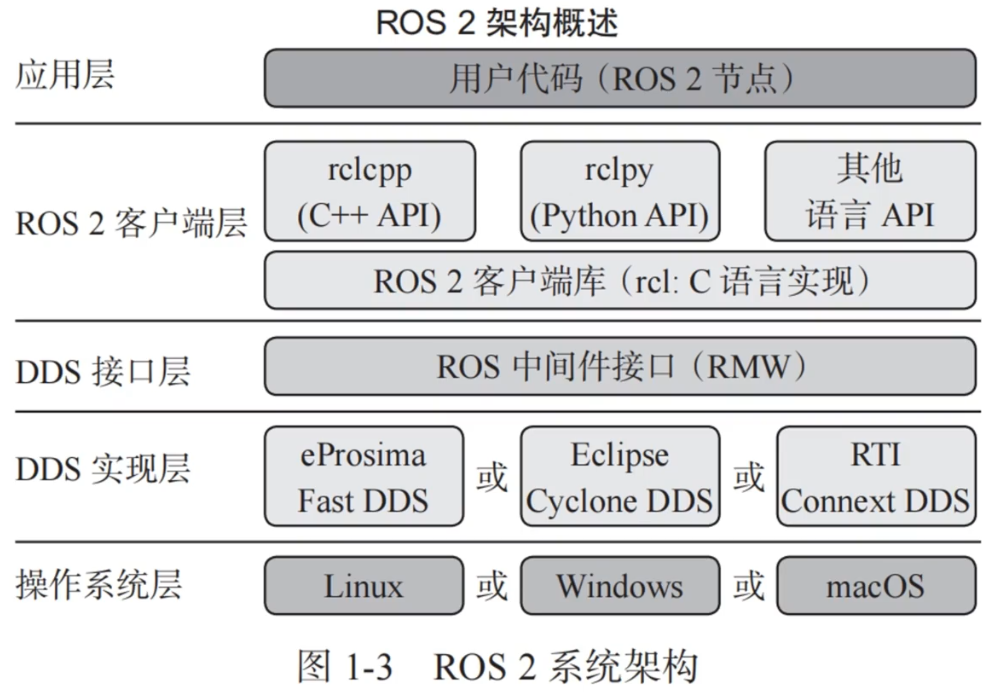 ROS 2 架构概述
应用层
用户代码（ROS 2 节点）
ROS 2 客户端层
rclcpp
(C++ API)
rclpy
(Python API)
其他
语言 API
ROS 2 客户端库（rcl: C 语言实现）
DDS 接口层
ROS 中间件接口（RMW）
DDS 实现层
eProsima
Fast DDS
或
Eclipse
Cyclone DDS
或
RTI
Connext DDS
操作系统层
Linux
或
Windows
或
macOS
图 1-3 ROS 2 系统架构